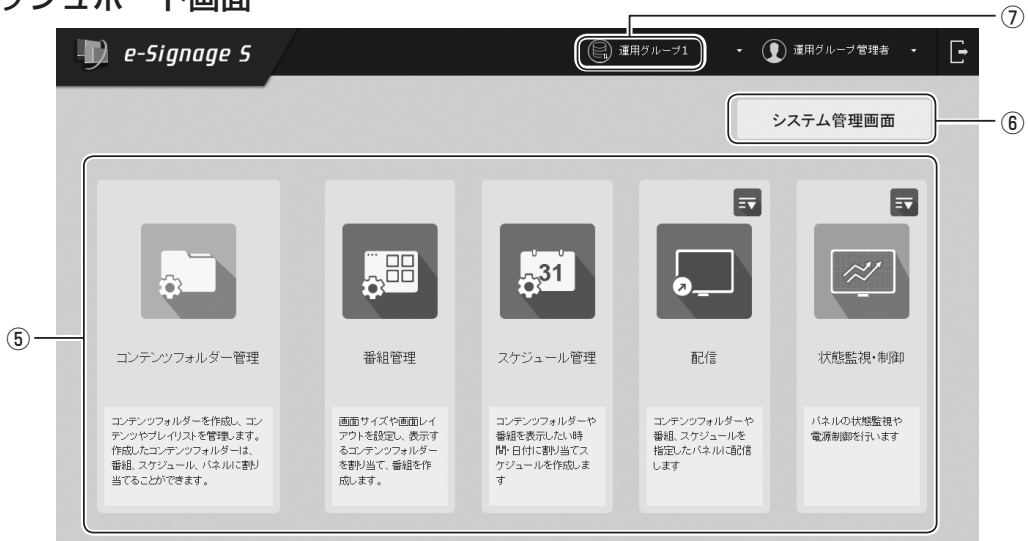 ッシュボード画面
⑦
e-Signage S
運用グループ1
運用グループ管理者
システム管理画面
⑥
31
⑤
コンテンツフォルダー管理
番組管理
スケジュール管理
配信
状態監視・制御
コンテンツフォルダーを作成し、コン
テンツやプレイリストを管理します。
作成したコンテンツフォルダーは、
番組、スケジュール、パネルに割り
当てることができます。
画面サイズや画面レイ
アウトを設定し、表示す
るコンテンツフォルダー
を割り当て、番組を作
成します。
コンテンツフォルダーや
番組を表示したい時
間・日付に割り当てス
ケジュールを作成しま
す
コンテンツフォルダーや
番組、スケジュールを
指定したパネルに配信
します
パネルの状態監視や
電源制御を行います